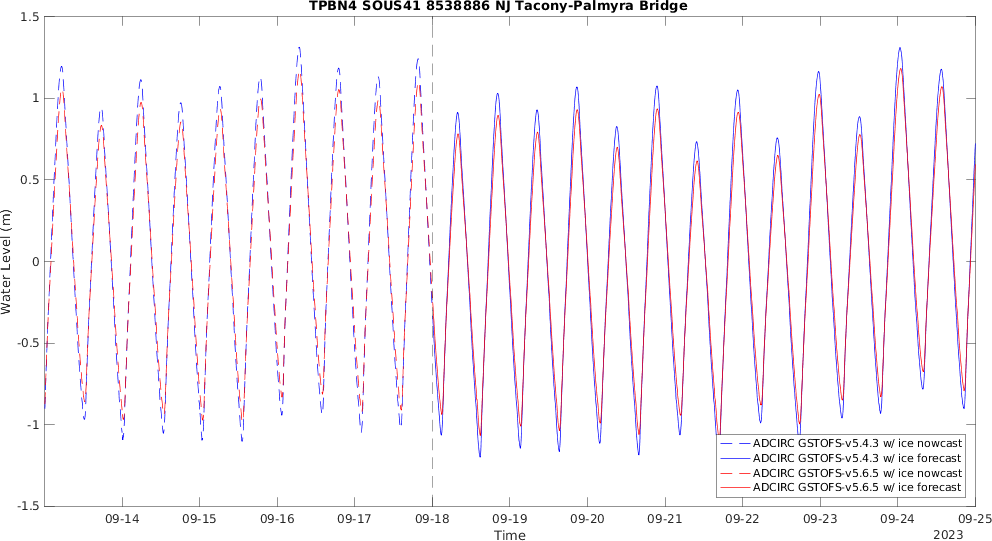 TPBN4 SOUS41 8538886 NJ Tacony-Palmyra Bridge
1.5
1
0.5
0
-0.5
-1
-1.5
Water Level (m)
ADCIRC GSTOFS-v5.4.3 w/ ice nowcast
ADCIRC GSTOFS-v5.4.3 w/ ice forecast
ADCIRC GSTOFS-v5.6.5 w/ ice nowcast
ADCIRC GSTOFS-v5.6.5 w/ ice forecast
09-14 09-15 09-16 09-17 09-18 09-19 09-20 09-21 09-22 09-23 09-24 09-25
Time
2023